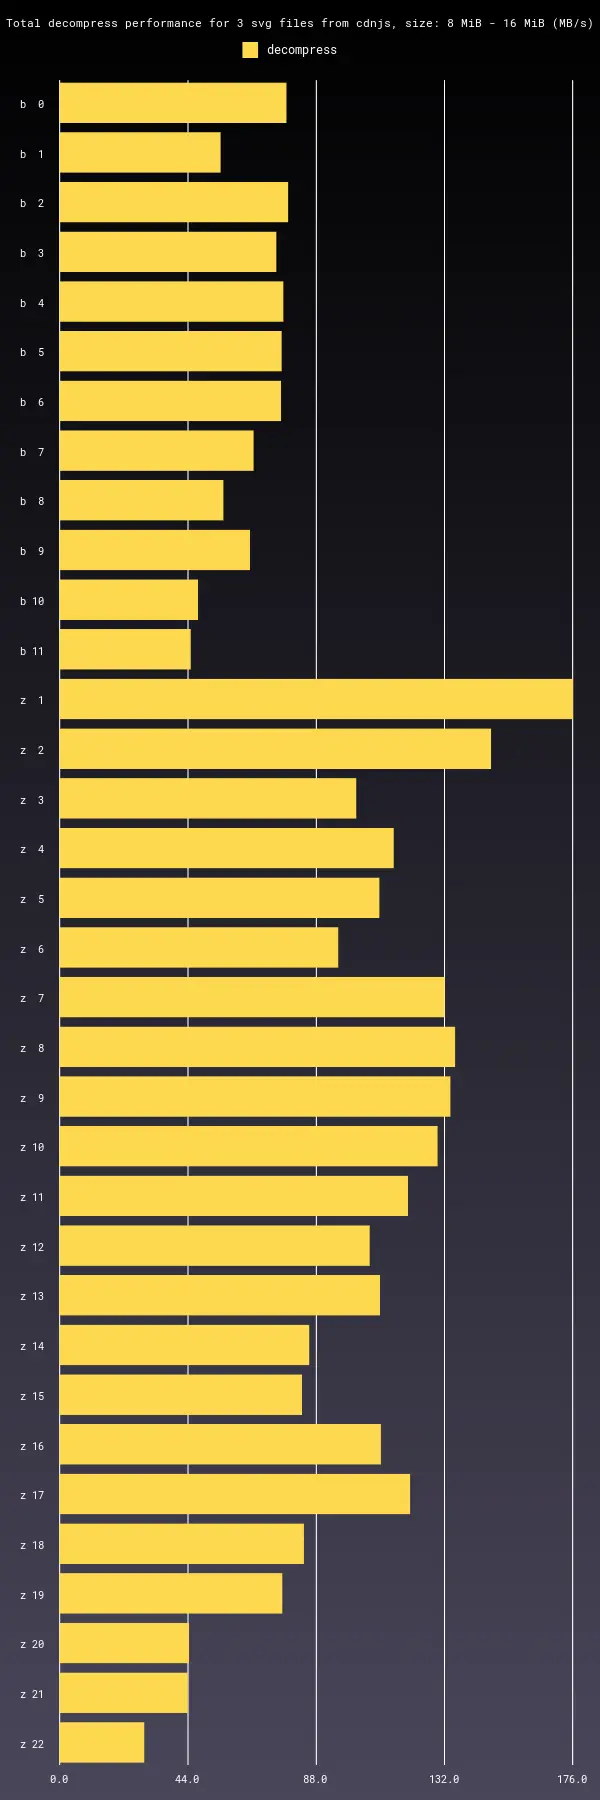 Total decompress performance for 3 svg files from cdnjs, size: 8 MiB - 16 MiB (MB/s)
decompress
b 0
b 1
b 2
b 3
b 4
b 5
b 6
b 7
b 8
b 9
b 10
b 11
z 1
z 2
z 3
z 4
z 5
z 6
z 7
z 8
z 9
z 10
z 11
z 12
z 13
z 14
z 15
z 16
z 17
z 18
z 19
z 20
z 21
z 22
0.0 44.0 88.0 132.0 176.0